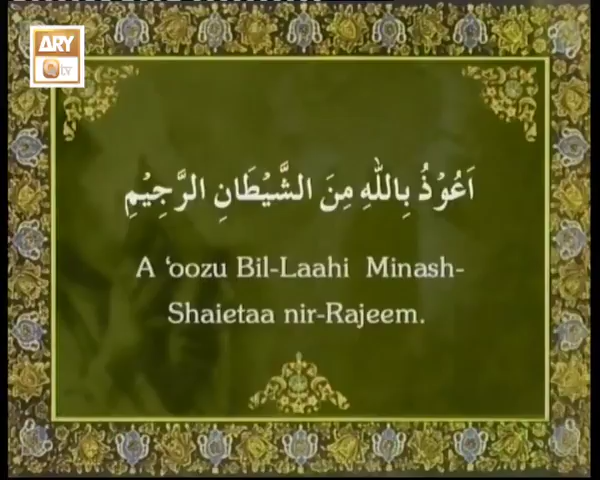 ARY
Qtv
اَعُوْذُ بِاللّٰهِ مِنَ الشَّيْطَانِ الرَّجِيْمِ
A ‘oozu Bil-Laahi Minash-
Shaietaa nir-Rajeem.